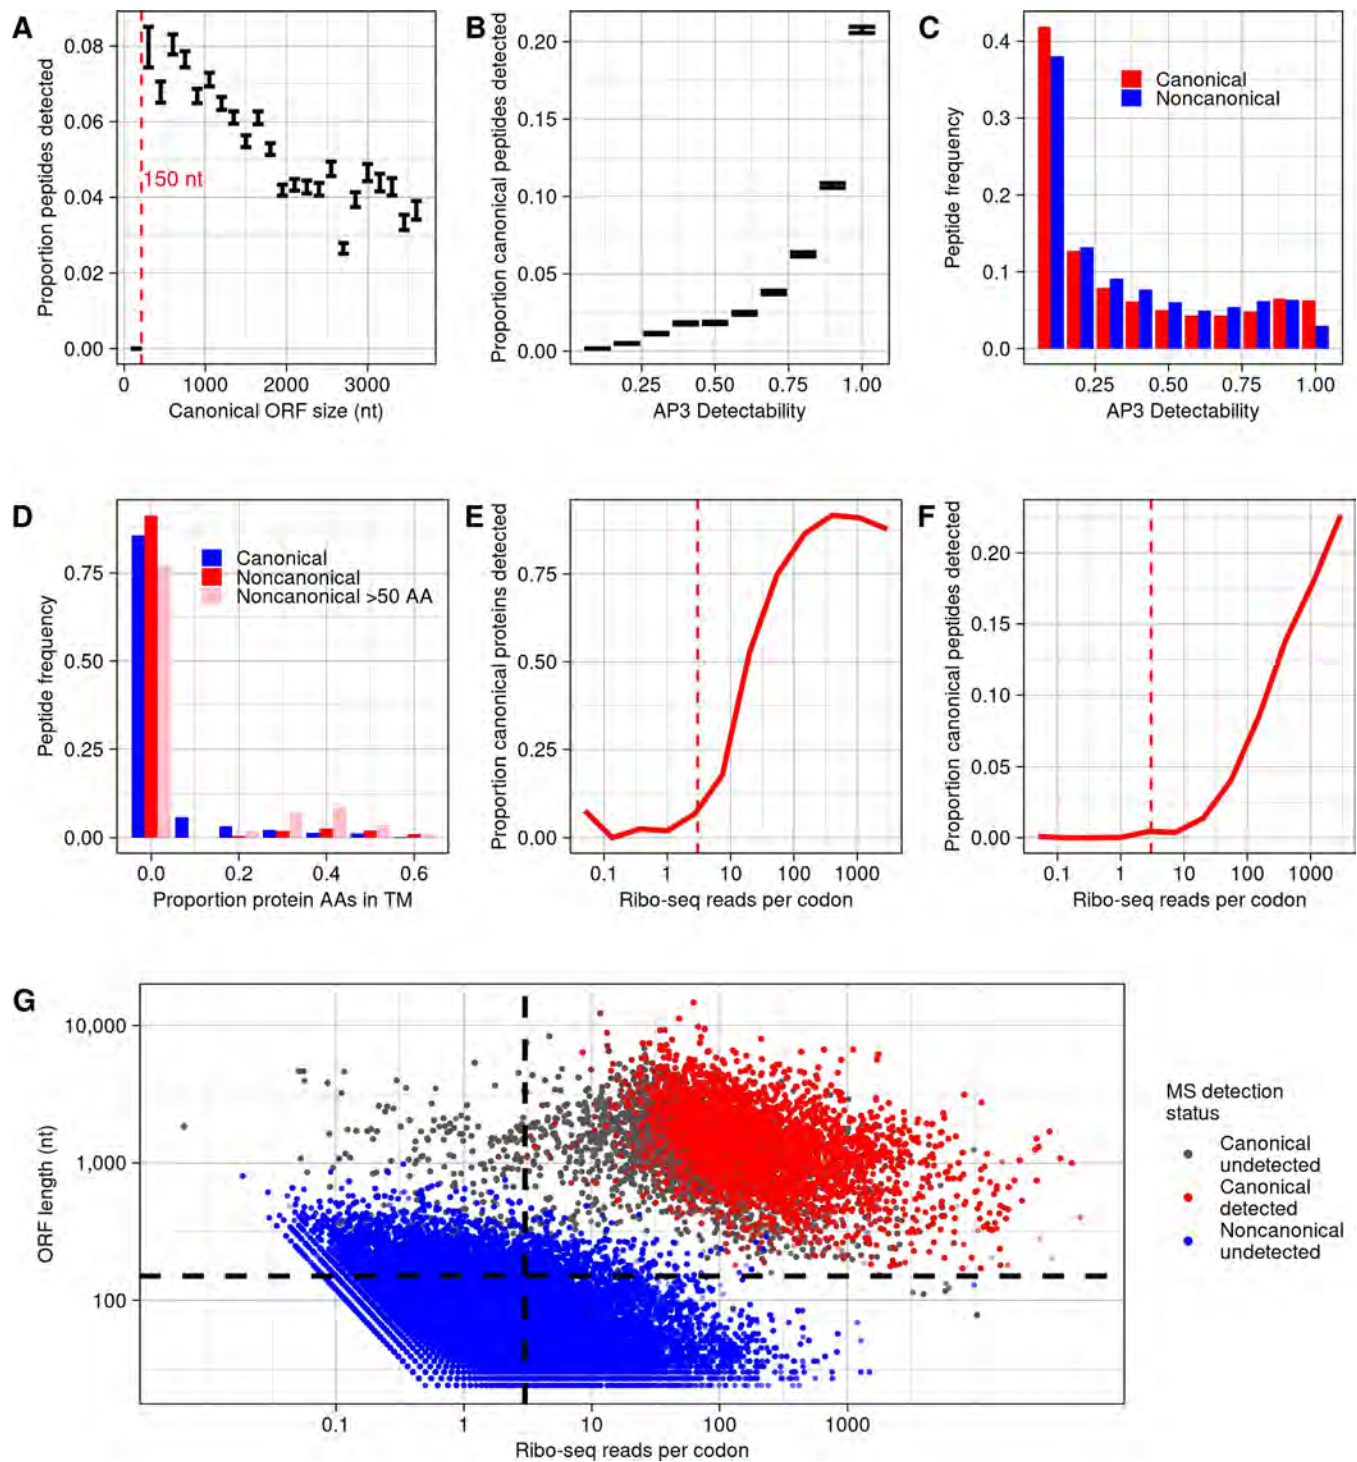 A
Proportion peptides detected
0.08
0.06
0.04
0.02
0.00
150 nt
0
1000
2000
3000
Canonical ORF size (nt)
B
Proportion canonical peptides detected
0.20
0.15
0.10
0.05
0.00
0.25
0.50
0.75
1.00
AP3 Detectability
C
Peptide frequency
0.4
0.3
0.2
0.1
0.0
Canonical
Noncanonical
0.25
0.50
0.75
1.00
AP3 Detectability
D
Peptide frequency
0.75
0.50
0.25
0.00
Canonical
Noncanonical
Noncanonical >50 AA
0.0
0.2
0.4
0.6
Proportion protein AAs in TM
E
Proportion canonical proteins detected
0.75
0.50
0.25
0.00
0.1
1
10
100
1000
Ribo-seq reads per codon
F
Proportion canonical peptides detected
0.20
0.15
0.10
0.05
0.00
0.1
1
10
100
1000
Ribo-seq reads per codon
G
ORF length (nt)
10,000
1,000
100
0.1
1
10
100
1000
Ribo-seq reads per codon
MS detection
status
Canonical
undetected
Canonical
detected
Noncanonical
undetected